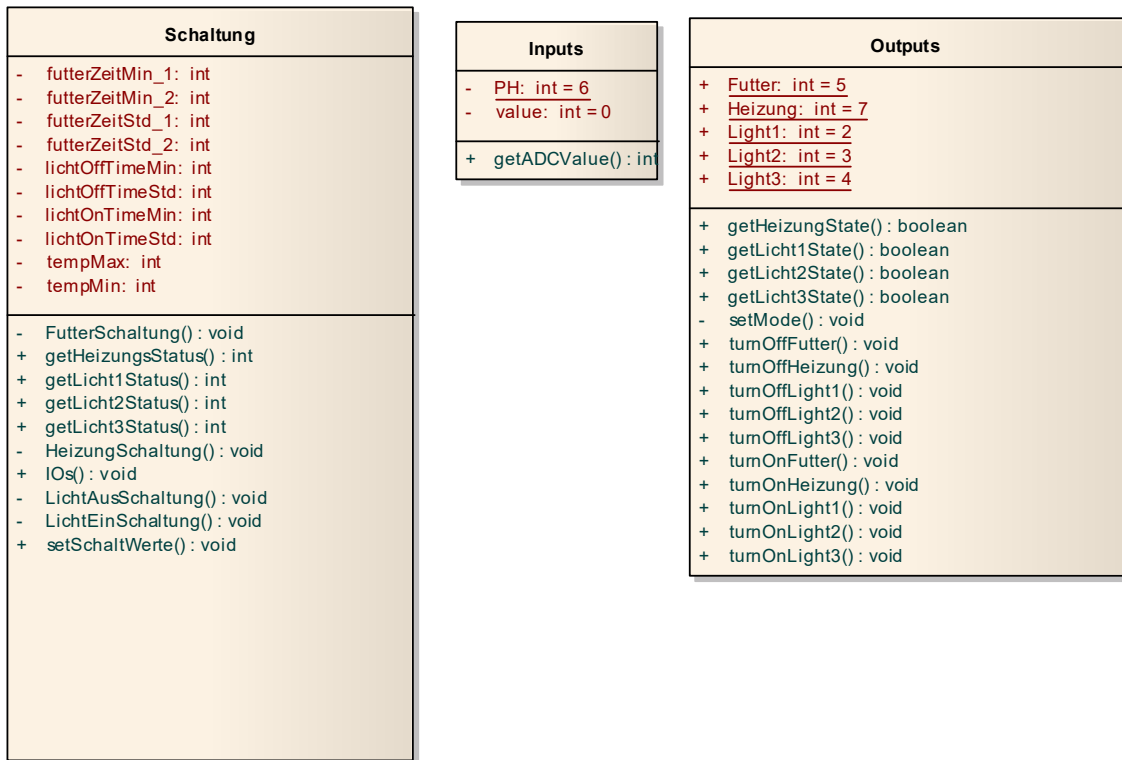 Schaltung
- futterZeitMin_1: int
- futterZeitMin_2: int
- futterZeitStd_1: int
- futterZeitStd_2: int
- lichtOffTimeMin: int
- lichtOffTimeStd: int
- lichtOnTimeMin: int
- lichtOnTimeStd: int
- tempMax: int
- tempMin: int
- FutterSchaltung() : void
+ getHeizungsStatus() : int
+ getLicht1Status() : int
+ getLicht2Status() : int
+ getLicht3Status() : int
- HeizungSchaltung() : void
+ IOs() : void
- LichtAusSchaltung() : void
- LichtEinSchaltung() : void
+ setSchaltWerte() : void
Inputs
- PH: int = 6
- value: int = 0
+ getADCValue() : int
Outputs
+ Futter: int = 5
+ Heizung: int = 7
+ Light1: int = 2
+ Light2: int = 3
+ Light3: int = 4
+ getHeizungState() : boolean
+ getLicht1State() : boolean
+ getLicht2State() : boolean
+ getLicht3State() : boolean
- setMode() : void
+ turnOffFutter() : void
+ turnOffHeizung() : void
+ turnOffLight1() : void
+ turnOffLight2() : void
+ turnOffLight3() : void
+ turnOnFutter() : void
+ turnOnHeizung() : void
+ turnOnLight1() : void
+ turnOnLight2() : void
+ turnOnLight3() : void